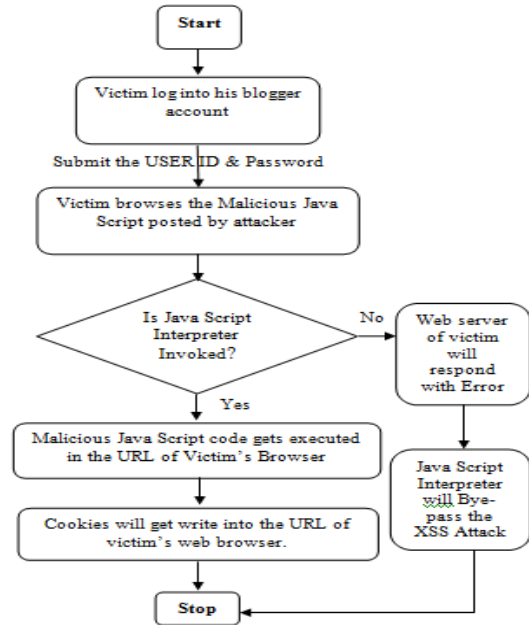 Start
Victim log into his blogger
account
Submit the USER ID & Password
Victim browses the Malicious Java
Script posted by attacker
Is Java Script
Interpreter
Invoked?
No
Web server
of victim
will
respond
with Error
Yes
Malicious Java Script code gets executed
in the URL of Victim's Browser
Java Script
Interpreter
will Bye-
pass the
XSS Attack
Cookies will get write into the URL of
victim's web browser.
Stop